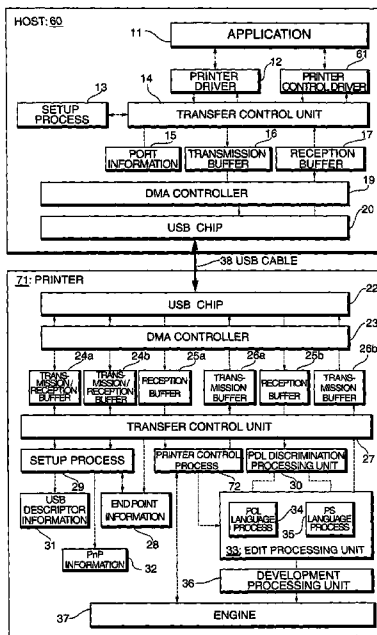 HOST: 60
11
APPLICATION
12
61
PRINTER DRIVER
PRINTER CONTROL DRIVER
13
14
SETUP PROCESS
TRANSFER CONTROL UNIT
15
16
17
PORT INFORMATION
TRANSMISSION BUFFER
RECEPTION BUFFER
19
DMA CONTROLLER
20
USB CHIP
38 USB CABLE
71: PRINTER
22
USB CHIP
23
DMA CONTROLLER
24a
24b
25a
26a
25b
26b
TRANS- MISSION/ RECEPTION BUFFER
TRANS- MISSION/ RECEPTION BUFFER
RECEPTION BUFFER
TRANS- MISSION BUFFER
RECEPTION BUFFER
TRANS- MISSION BUFFER
TRANSFER CONTROL UNIT
27
SETUP PROCESS
PRINTER CONTROL PROCESS
PDL DISCRIMINATION PROCESSING UNIT
29
72
30
USB DESCRIPTOR INFORMATION
END POINT INFORMATION
31
28
PnP INFORMATION
32
PCL LANGUAGE PROCESS
34
PS LANGUAGE PROCESS
35
33: EDIT PROCESSING UNIT
36
DEVELOPMENT PROCESSING UNIT
37
ENGINE